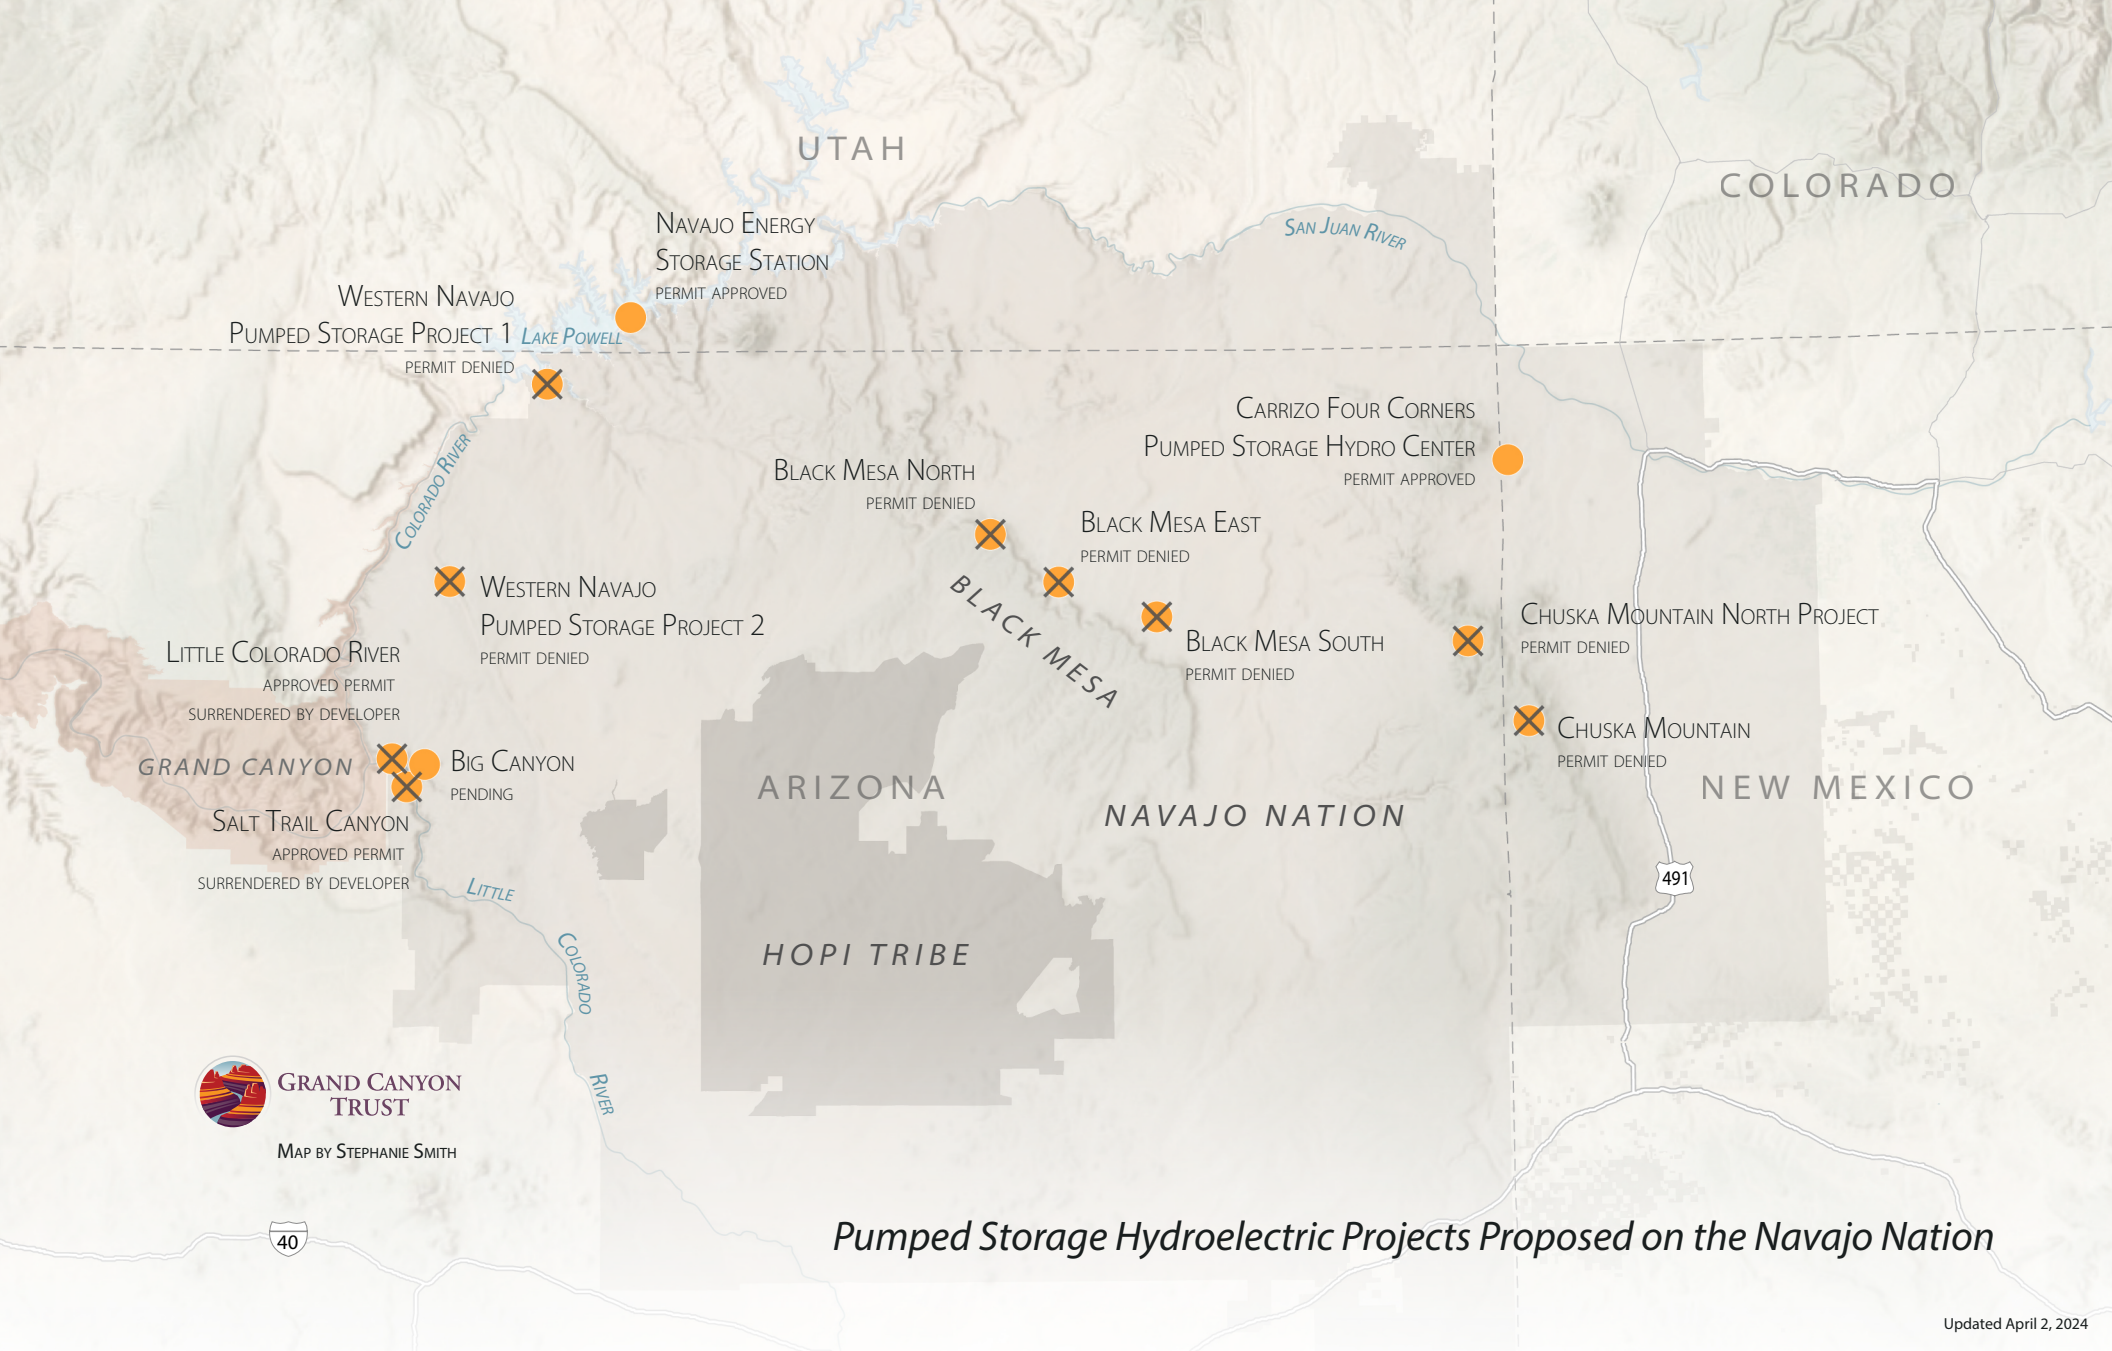 UTAH
COLORADO
SAN JUAN RIVER
NAVAJO ENERGY
STORAGE STATION
PERMIT APPROVED
WESTERN NAVAJO
PUMPED STORAGE PROJECT 1
PERMIT DENIED
LAKE POWELL
COLORADO RIVER
CARRIZO FOUR CORNERS
PUMPED STORAGE HYDRO CENTER
PERMIT APPROVED
BLACK MESA NORTH
PERMIT DENIED
BLACK MESA EAST
PERMIT DENIED
BLACK MESA
BLACK MESA SOUTH
PERMIT DENIED
WESTERN NAVAJO
PUMPED STORAGE PROJECT 2
PERMIT DENIED
CHUSKA MOUNTAIN NORTH PROJECT
PERMIT DENIED
CHUSKA MOUNTAIN
PERMIT DENIED
LITTLE COLORADO RIVER
APPROVED PERMIT
SURRENDERED BY DEVELOPER
GRAND CANYON
BIG CANYON
PENDING
SALT TRAIL CANYON
APPROVED PERMIT
SURRENDERED BY DEVELOPER
ARIZONA
NAVAJO NATION
NEW MEXICO
491
HOPI TRIBE
LITTLE
COLORADO
RIVER
GRAND CANYON
TRUST
MAP BY STEPHANIE SMITH
40
Pumped Storage Hydroelectric Projects Proposed on the Navajo Nation
Updated April 2, 2024